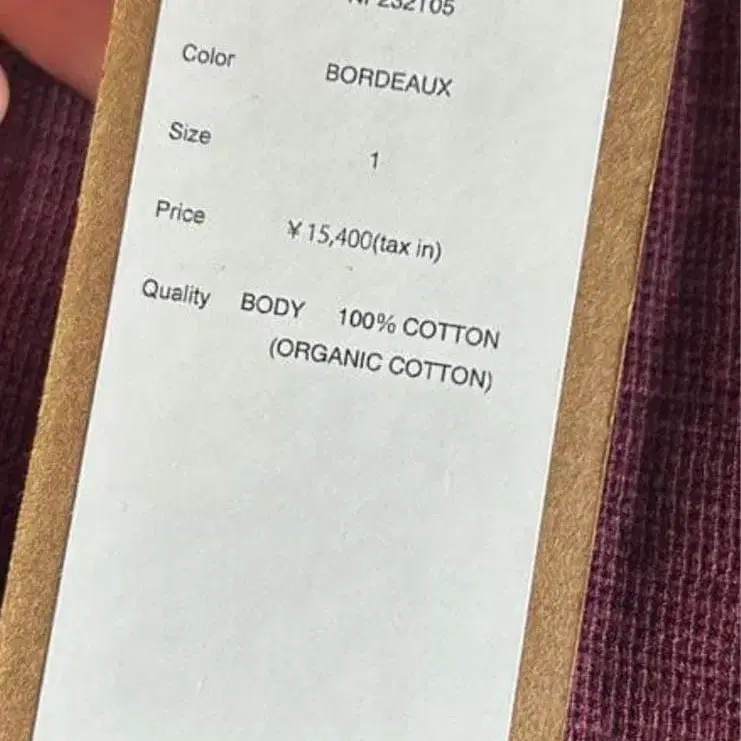 Color BORDEAUX
Size 1
Price ¥15,400(tax in)
Quality BODY 100% COTTON
(ORGANIC COTTON)